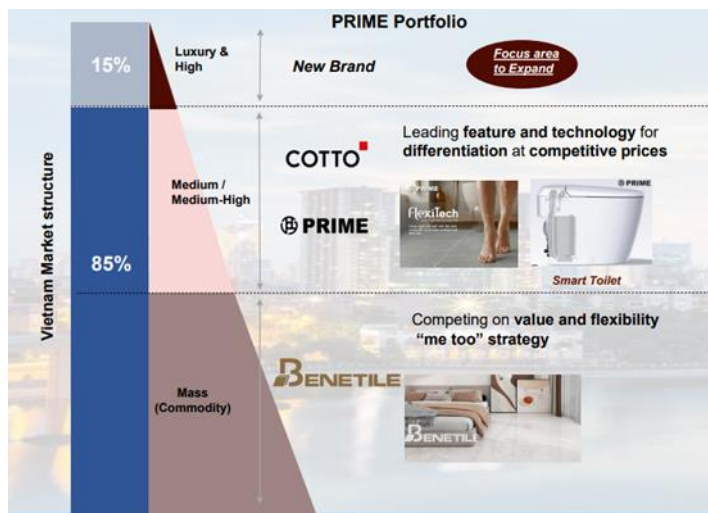 PRIME Portfolio
Vietnam Market structure
15%
Luxury &
High
New Brand
Focus area
to Expand
85%
Medium /
Medium-High
COTTO
PRIME
Leading feature and technology for
differentiation at competitive prices
PRIME
FlexiTech
PRIME
Smart Toilet
Mass
(Commodity)
BENETILE
Competing on value and flexibility
“me too” strategy
BENETILE